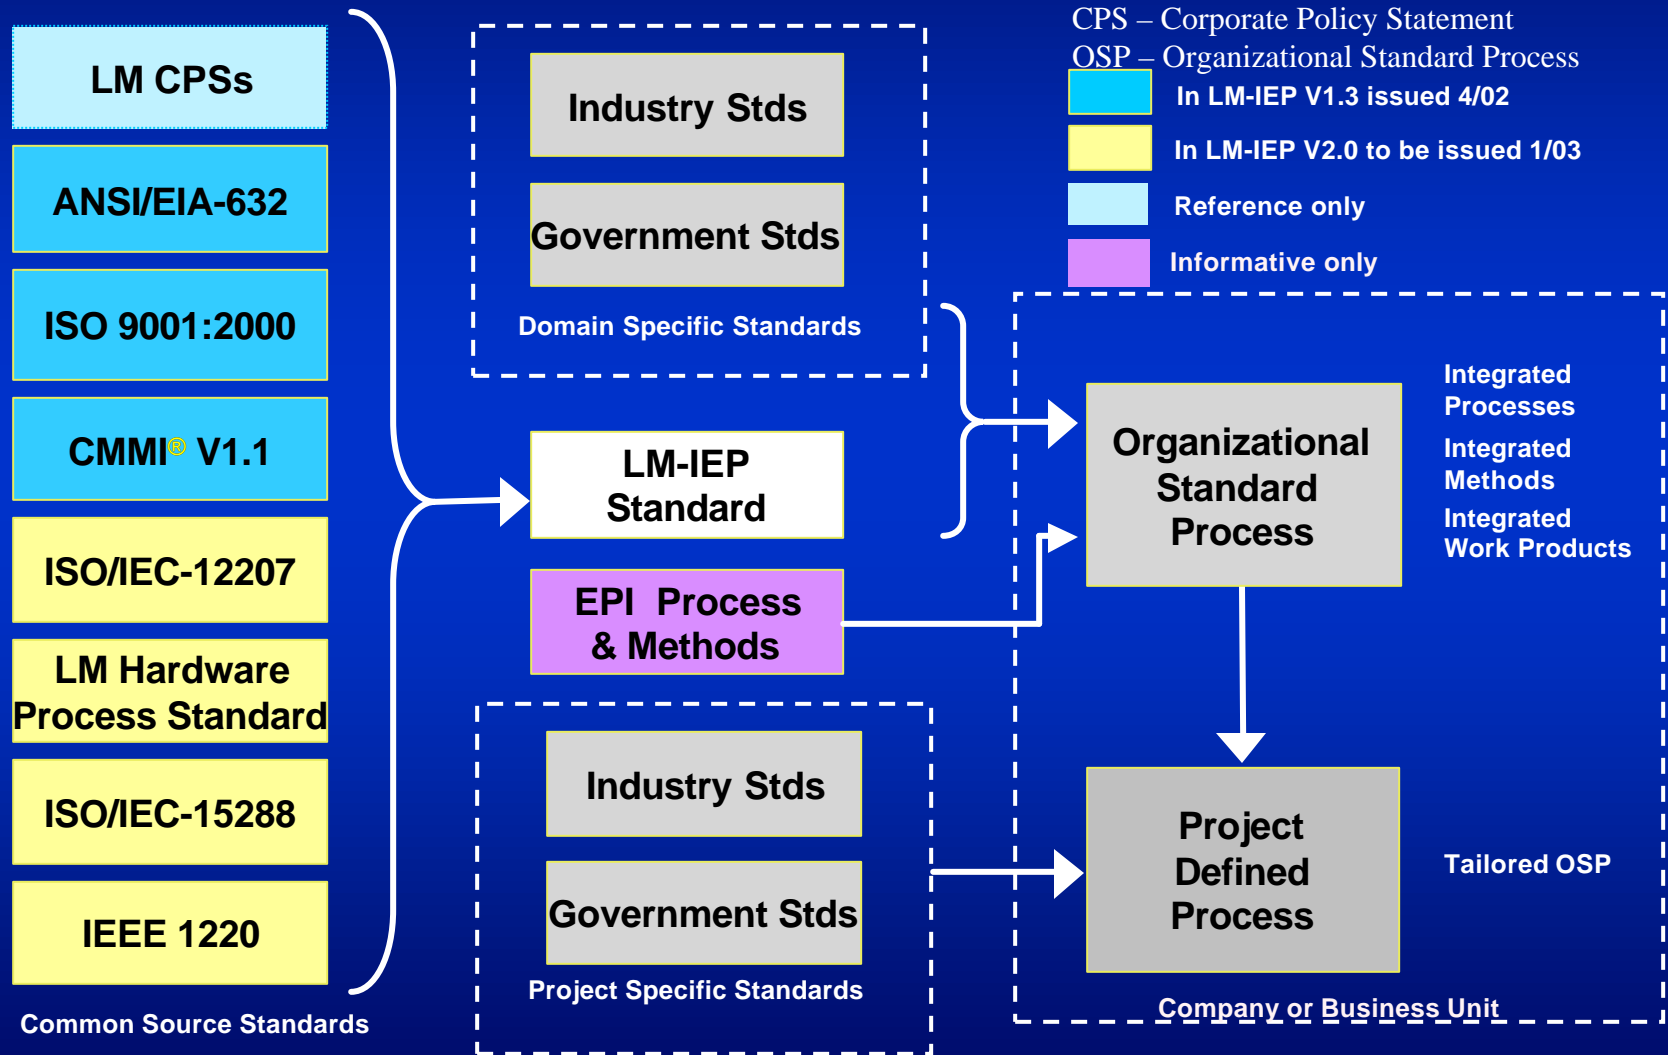 CPS – Corporate Policy Statement
OSP – Organizational Standard Process
In LM-IEP V1.3 issued 4/02
In LM-IEP V2.0 to be issued 1/03
Reference only
Informative only
LM CPSs
ANSI/EIA-632
ISO 9001:2000
CMMI® V1.1
ISO/IEC-12207
LM Hardware
Process Standard
ISO/IEC-15288
IEEE 1220
Common Source Standards
Industry Stds
Government Stds
Domain Specific Standards
LM-IEP
Standard
EPI Process
& Methods
Industry Stds
Government Stds
Project Specific Standards
Organizational
Standard
Process
Integrated
Processes
Integrated
Methods
Integrated
Work Products
Project
Defined
Process
Tailored OSP
Company or Business Unit